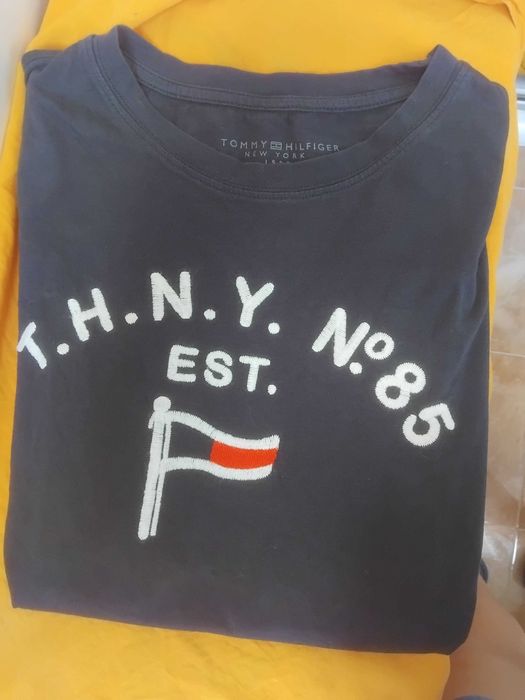 TOMMY HILFIGER
NEW YORK
T.H.N.Y. Nº85
EST.